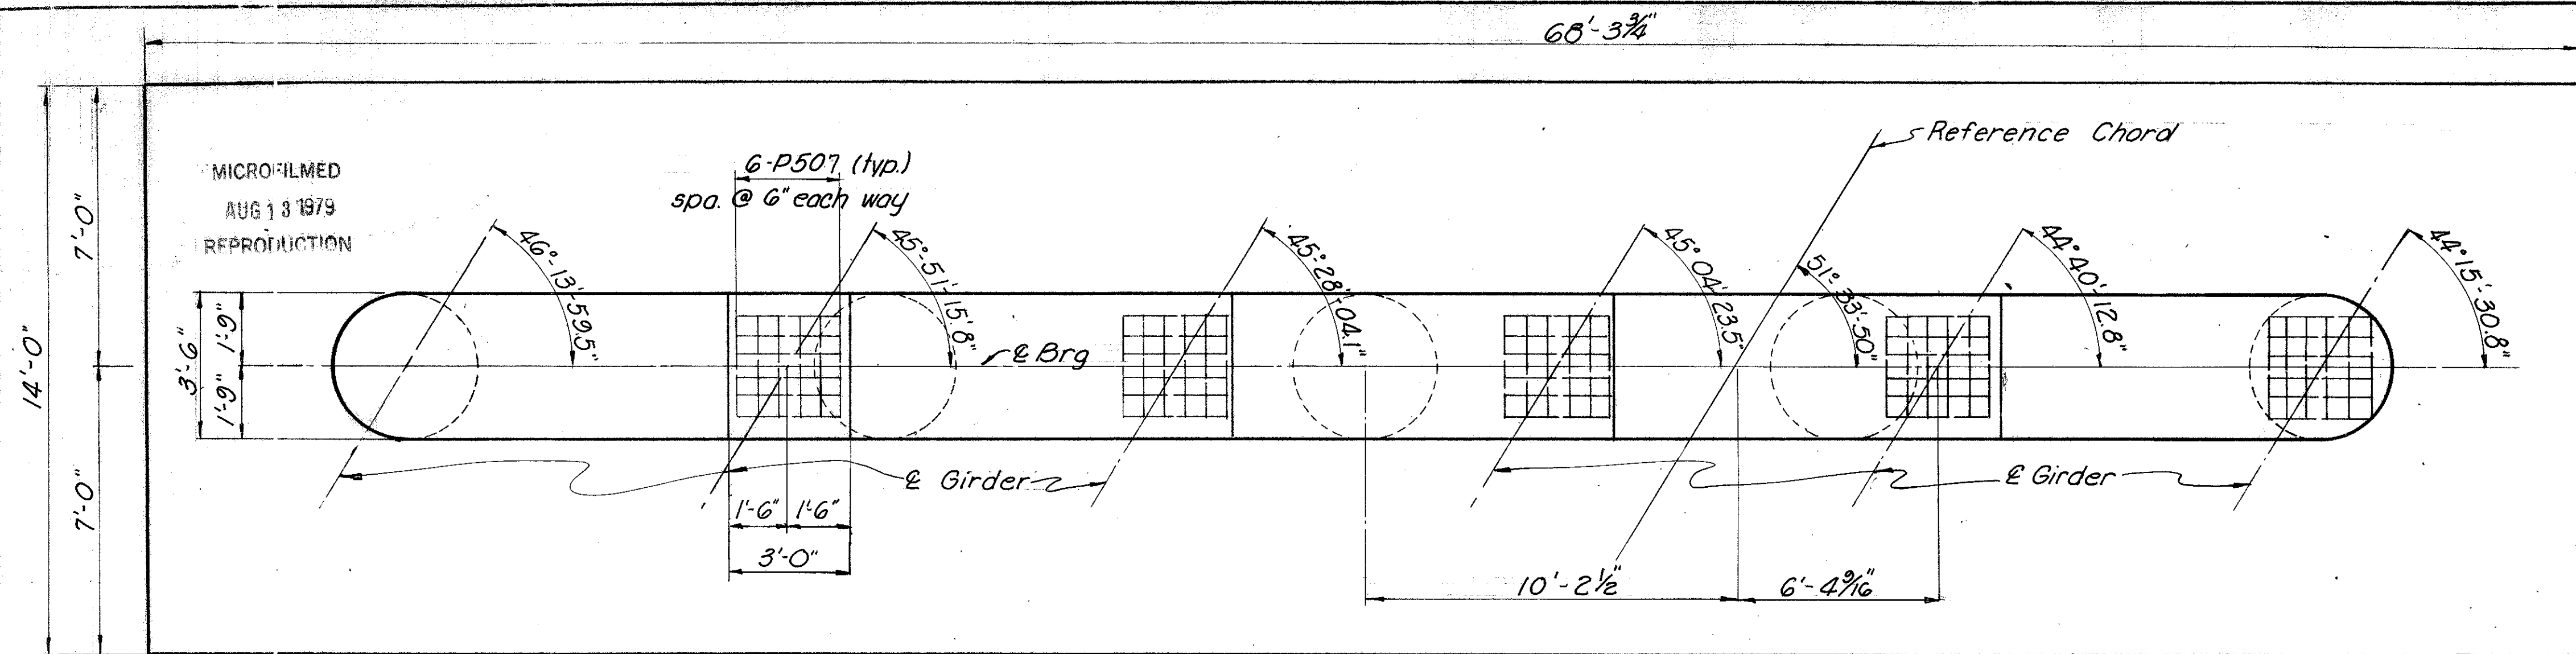 68'-3¾"
Reference Chord
MICROFILMED
AUG 13 1979
REPRODUCTION
6-P507 (typ.)
spa. @ 6" each way
7'-0"
7'-0"
14'-0"
3'-6"
1'-9"
1'-9"
46°-13'-59.5"
45°-51'-15.8"
45°-28'-04.1"
45°04'23.5"
51°-33'-50"
44°40'-12.8"
44°15'-30.8"
℄ Brg
℄ Girder
℄ Girder
1'-6" 1'-6"
3'-0"
10'-2½"
6'-4 9/16"